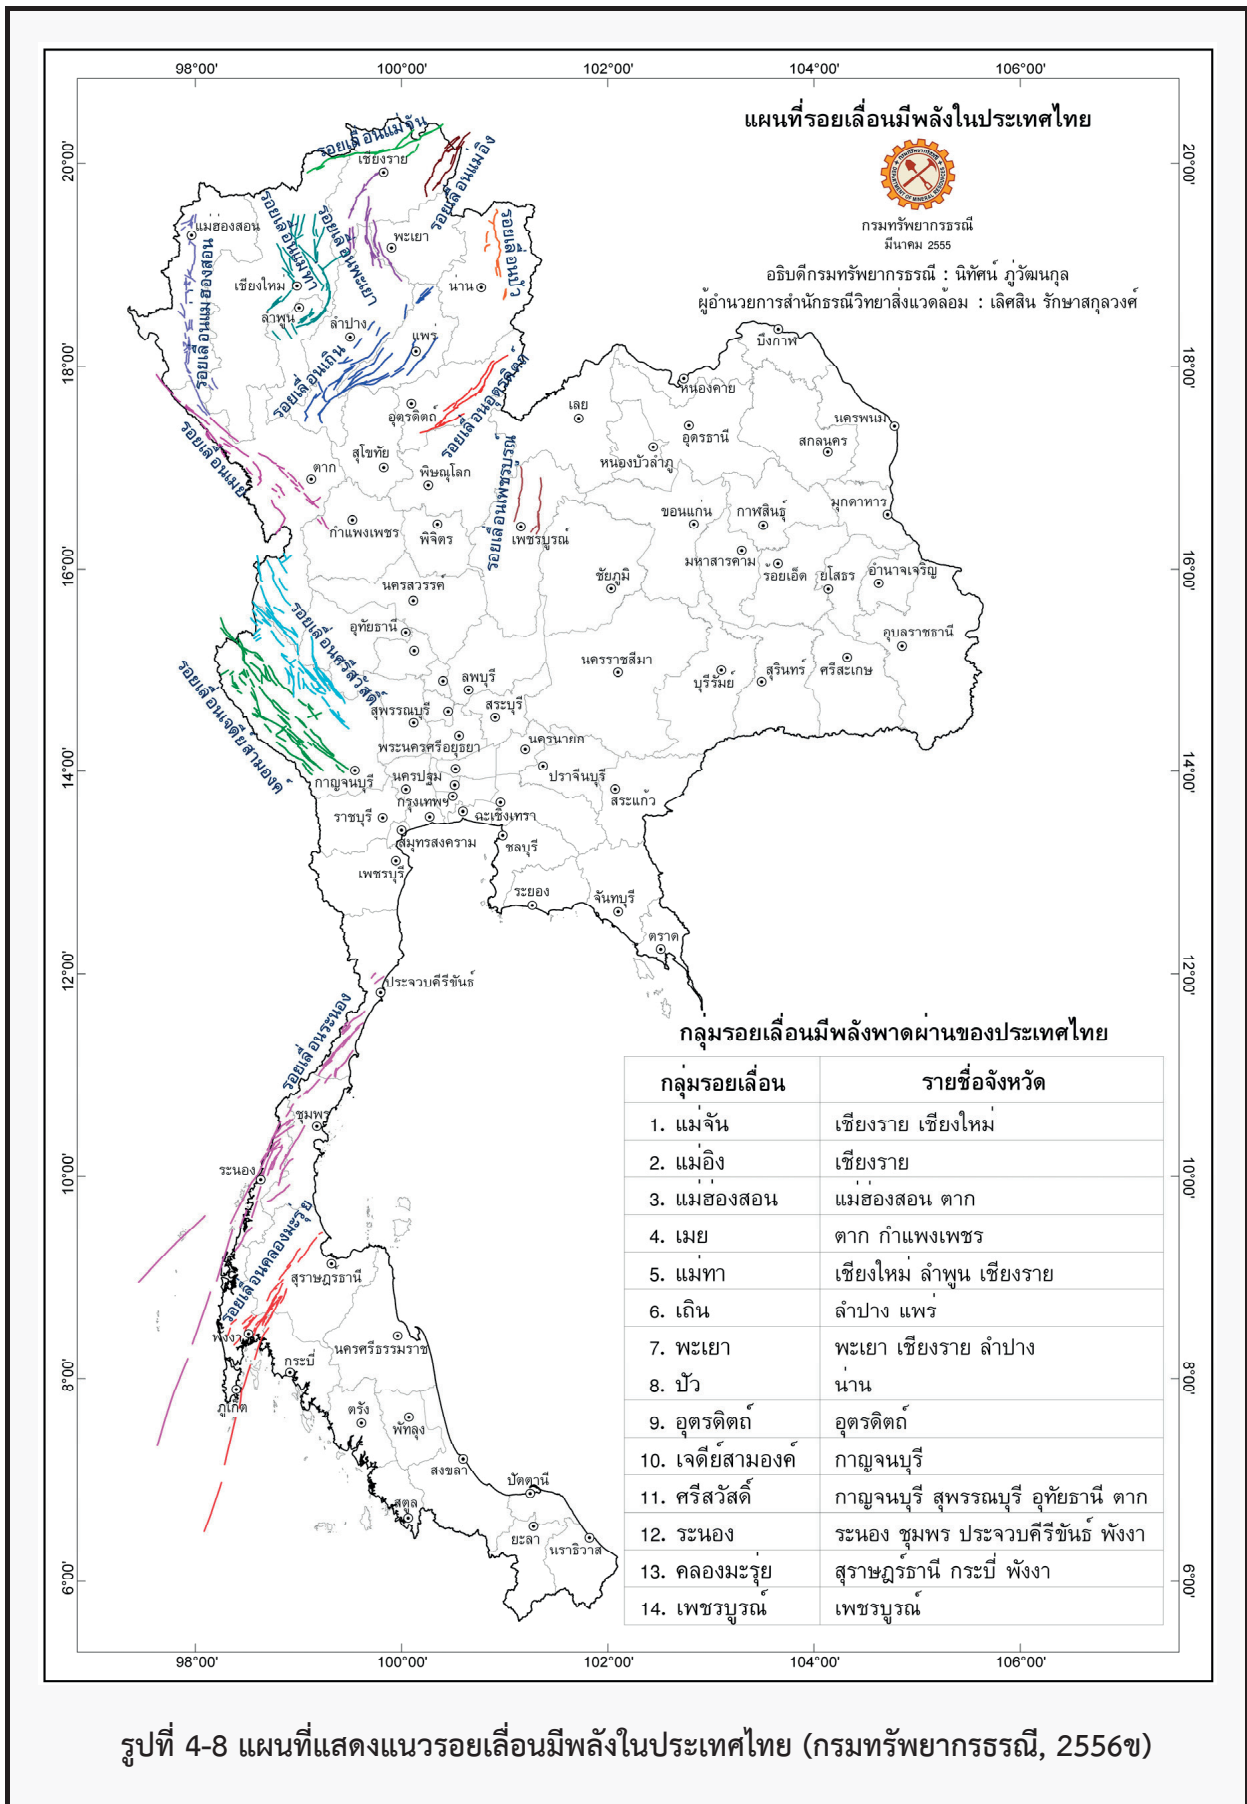 98°00' 100°00' 102°00' 104°00' 106°00'
แผนที่รอยเลื่อนมีพลังในประเทศไทย
กรมทรัพยากรธรณี
DEPARTMENT OF MINERAL RESOURCES
กรมทรัพยากรธรณี
มีนาคม 2555
อธิบดีกรมทรัพยากรธรณี : นิทัศน์ ภู่วัฒนกุล
ผู้อำนวยการสำนักธรณีวิทยาสิ่งแวดล้อม : เลิศสิน รักษาสกุลวงศ์
20°00'
18°00'
16°00'
14°00'
12°00'
10°00'
8°00'
6°00'
20°00'
18°00'
16°00'
14°00'
12°00'
10°00'
8°00'
6°00'
รอยเลื่อนแม่จัน
เชียงราย
รอยเลื่อนแม่อิง
รอยเลื่อนแม่ทา
รอยเลื่อนพะเยา
รอยเลื่อนปัว
แม่ฮ่องสอน
พะเยา
รอยเลื่อนแม่ฮ่องสอน
เชียงใหม่
น่าน
ลำพูน
ลำปาง
แพร่
บึงกาฬ
รอยเลื่อนเถิน
รอยเลื่อนอุตรดิตถ์
หนองคาย
เลย
อุตรดิตถ์
นครพนม
อุดรธานี
สกลนคร
รอยเลื่อนเมย
สุโขทัย
หนองบัวลำภู
ตาก
พิษณุโลก
รอยเลื่อนเพชรบูรณ์
มุกดาหาร
ขอนแก่น
กาฬสินธุ์
กำแพงเพชร
พิจิตร
เพชรบูรณ์
มหาสารคาม
ร้อยเอ็ด
ยโสธร
อำนาจเจริญ
ชัยภูมิ
นครสวรรค์
รอยเลื่อนศรีสวัสดิ์
อุทัยธานี
อุบลราชธานี
นครราชสีมา
บุรีรัมย์
สุรินทร์
ศรีสะเกษ
รอยเลื่อนเจดีย์สามองค์
ลพบุรี
สุพรรณบุรี
สระบุรี
พระนครศรีอยุธยา
นครนายก
กาญจนบุรี
นครปฐม
ปราจีนบุรี
กรุงเทพฯ
สระแก้ว
ราชบุรี
ฉะเชิงเทรา
สมุทรสงคราม
ชลบุรี
เพชรบุรี
ระยอง
จันทบุรี
ตราด
ประจวบคีรีขันธ์
รอยเลื่อนระนอง
ชุมพร
ระนอง
รอยเลื่อนคลองมะรุ่ย
สุราษฎร์ธานี
พังงา
นครศรีธรรมราช
กระบี่
ภูเก็ต
ตรัง
พัทลุง
สงขลา
ปัตตานี
สตูล
ยะลา
นราธิวาส
กลุ่มรอยเลื่อนมีพลังพาดผ่านของประเทศไทย
กลุ่มรอยเลื่อน รายชื่อจังหวัด
1. แม่จัน เชียงราย เชียงใหม่
2. แม่อิง เชียงราย
3. แม่ฮ่องสอน แม่ฮ่องสอน ตาก
4. เมย ตาก กำแพงเพชร
5. แม่ทา เชียงใหม่ ลำพูน เชียงราย
6. เถิน ลำปาง แพร่
7. พะเยา พะเยา เชียงราย ลำปาง
8. ปัว น่าน
9. อุตรดิตถ์ อุตรดิตถ์
10. เจดีย์สามองค์ กาญจนบุรี
11. ศรีสวัสดิ์ กาญจนบุรี สุพรรณบุรี อุทัยธานี ตาก
12. ระนอง ระนอง ชุมพร ประจวบคีรีขันธ์ พังงา
13. คลองมะรุ่ย สุราษฎร์ธานี กระบี่ พังงา
14. เพชรบูรณ์ เพชรบูรณ์
98°00' 100°00' 102°00' 104°00' 106°00'
รูปที่ 4-8 แผนที่แสดงแนวรอยเลื่อนมีพลังในประเทศไทย (กรมทรัพยากรธรณี, 2556ข)